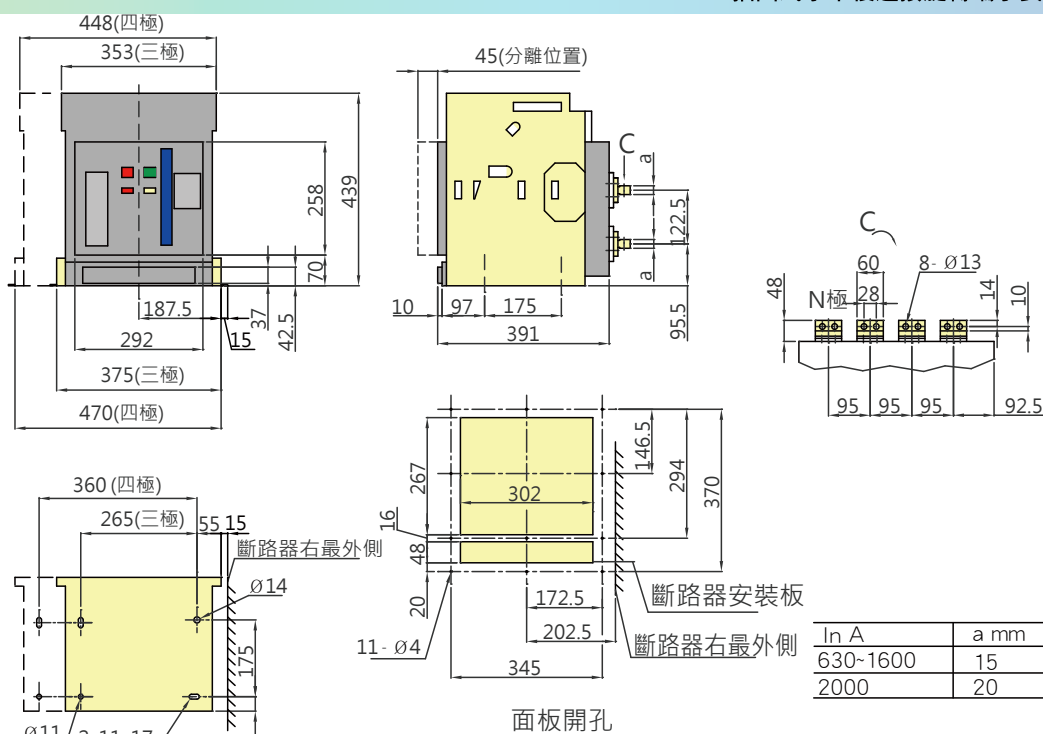 448(四極)
353(三極)
258
439
70
187.5
37
42.5
292
15
375(三極)
470(四極)
45(分離位置)
C
a
122.5
a
95.5
10
97
175
391
C
60
8- Ø13
48
N極
28
14
10
95
95
95
92.5
360 (四極)
265(三極)
55
15
斷路器右最外側
Ø14
175
Ø11
267
302
146.5
294
370
16
48
20
172.5
斷路器安裝板
202.5
斷路器右最外側
11- Ø4
345
面板開孔
In A a mm
630~1600 15
2000 20